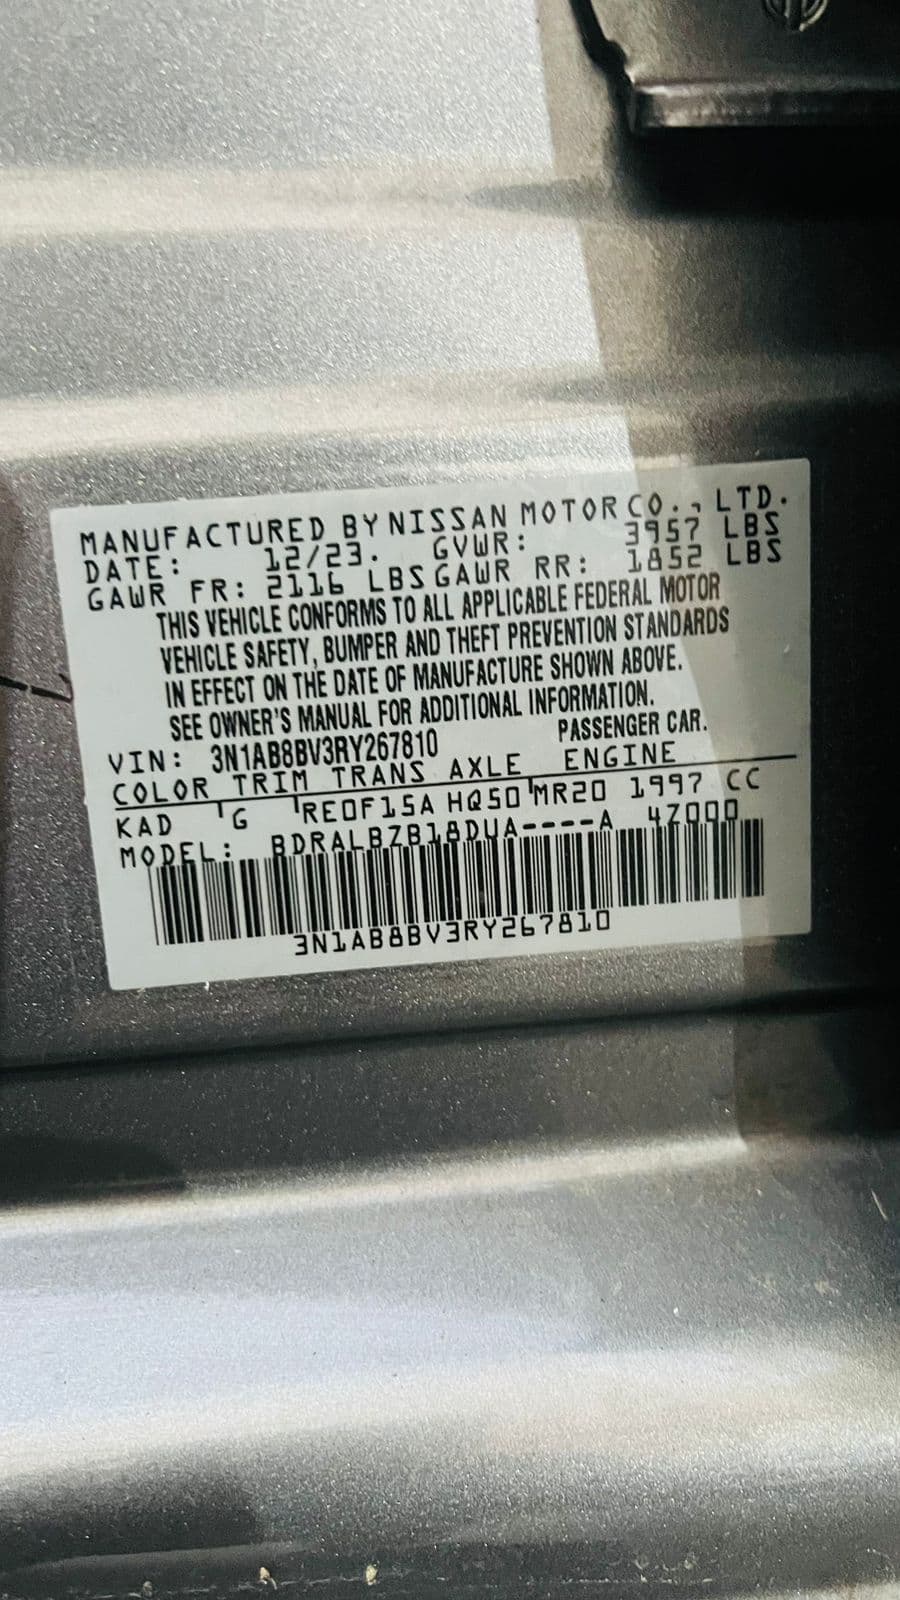 MANUFACTURED BY NISSAN MOTOR CO., LTD.
DATE: 12/23. GVWR: 3957 LBS
GAWR FR: 2116 LBS GAWR RR: 1852 LBS
THIS VEHICLE CONFORMS TO ALL APPLICABLE FEDERAL MOTOR
VEHICLE SAFETY, BUMPER AND THEFT PREVENTION STANDARDS
IN EFFECT ON THE DATE OF MANUFACTURE SHOWN ABOVE.
SEE OWNER'S MANUAL FOR ADDITIONAL INFORMATION.
VIN: 3N1AB8BV3RY267810 PASSENGER CAR.
COLOR TRIM TRANS AXLE ENGINE
KAD G RE0F15A HQ50 MR20 1997 CC
MODEL: BDRALBZB18DUA----A 4Z000
3N1AB8BV3RY267810